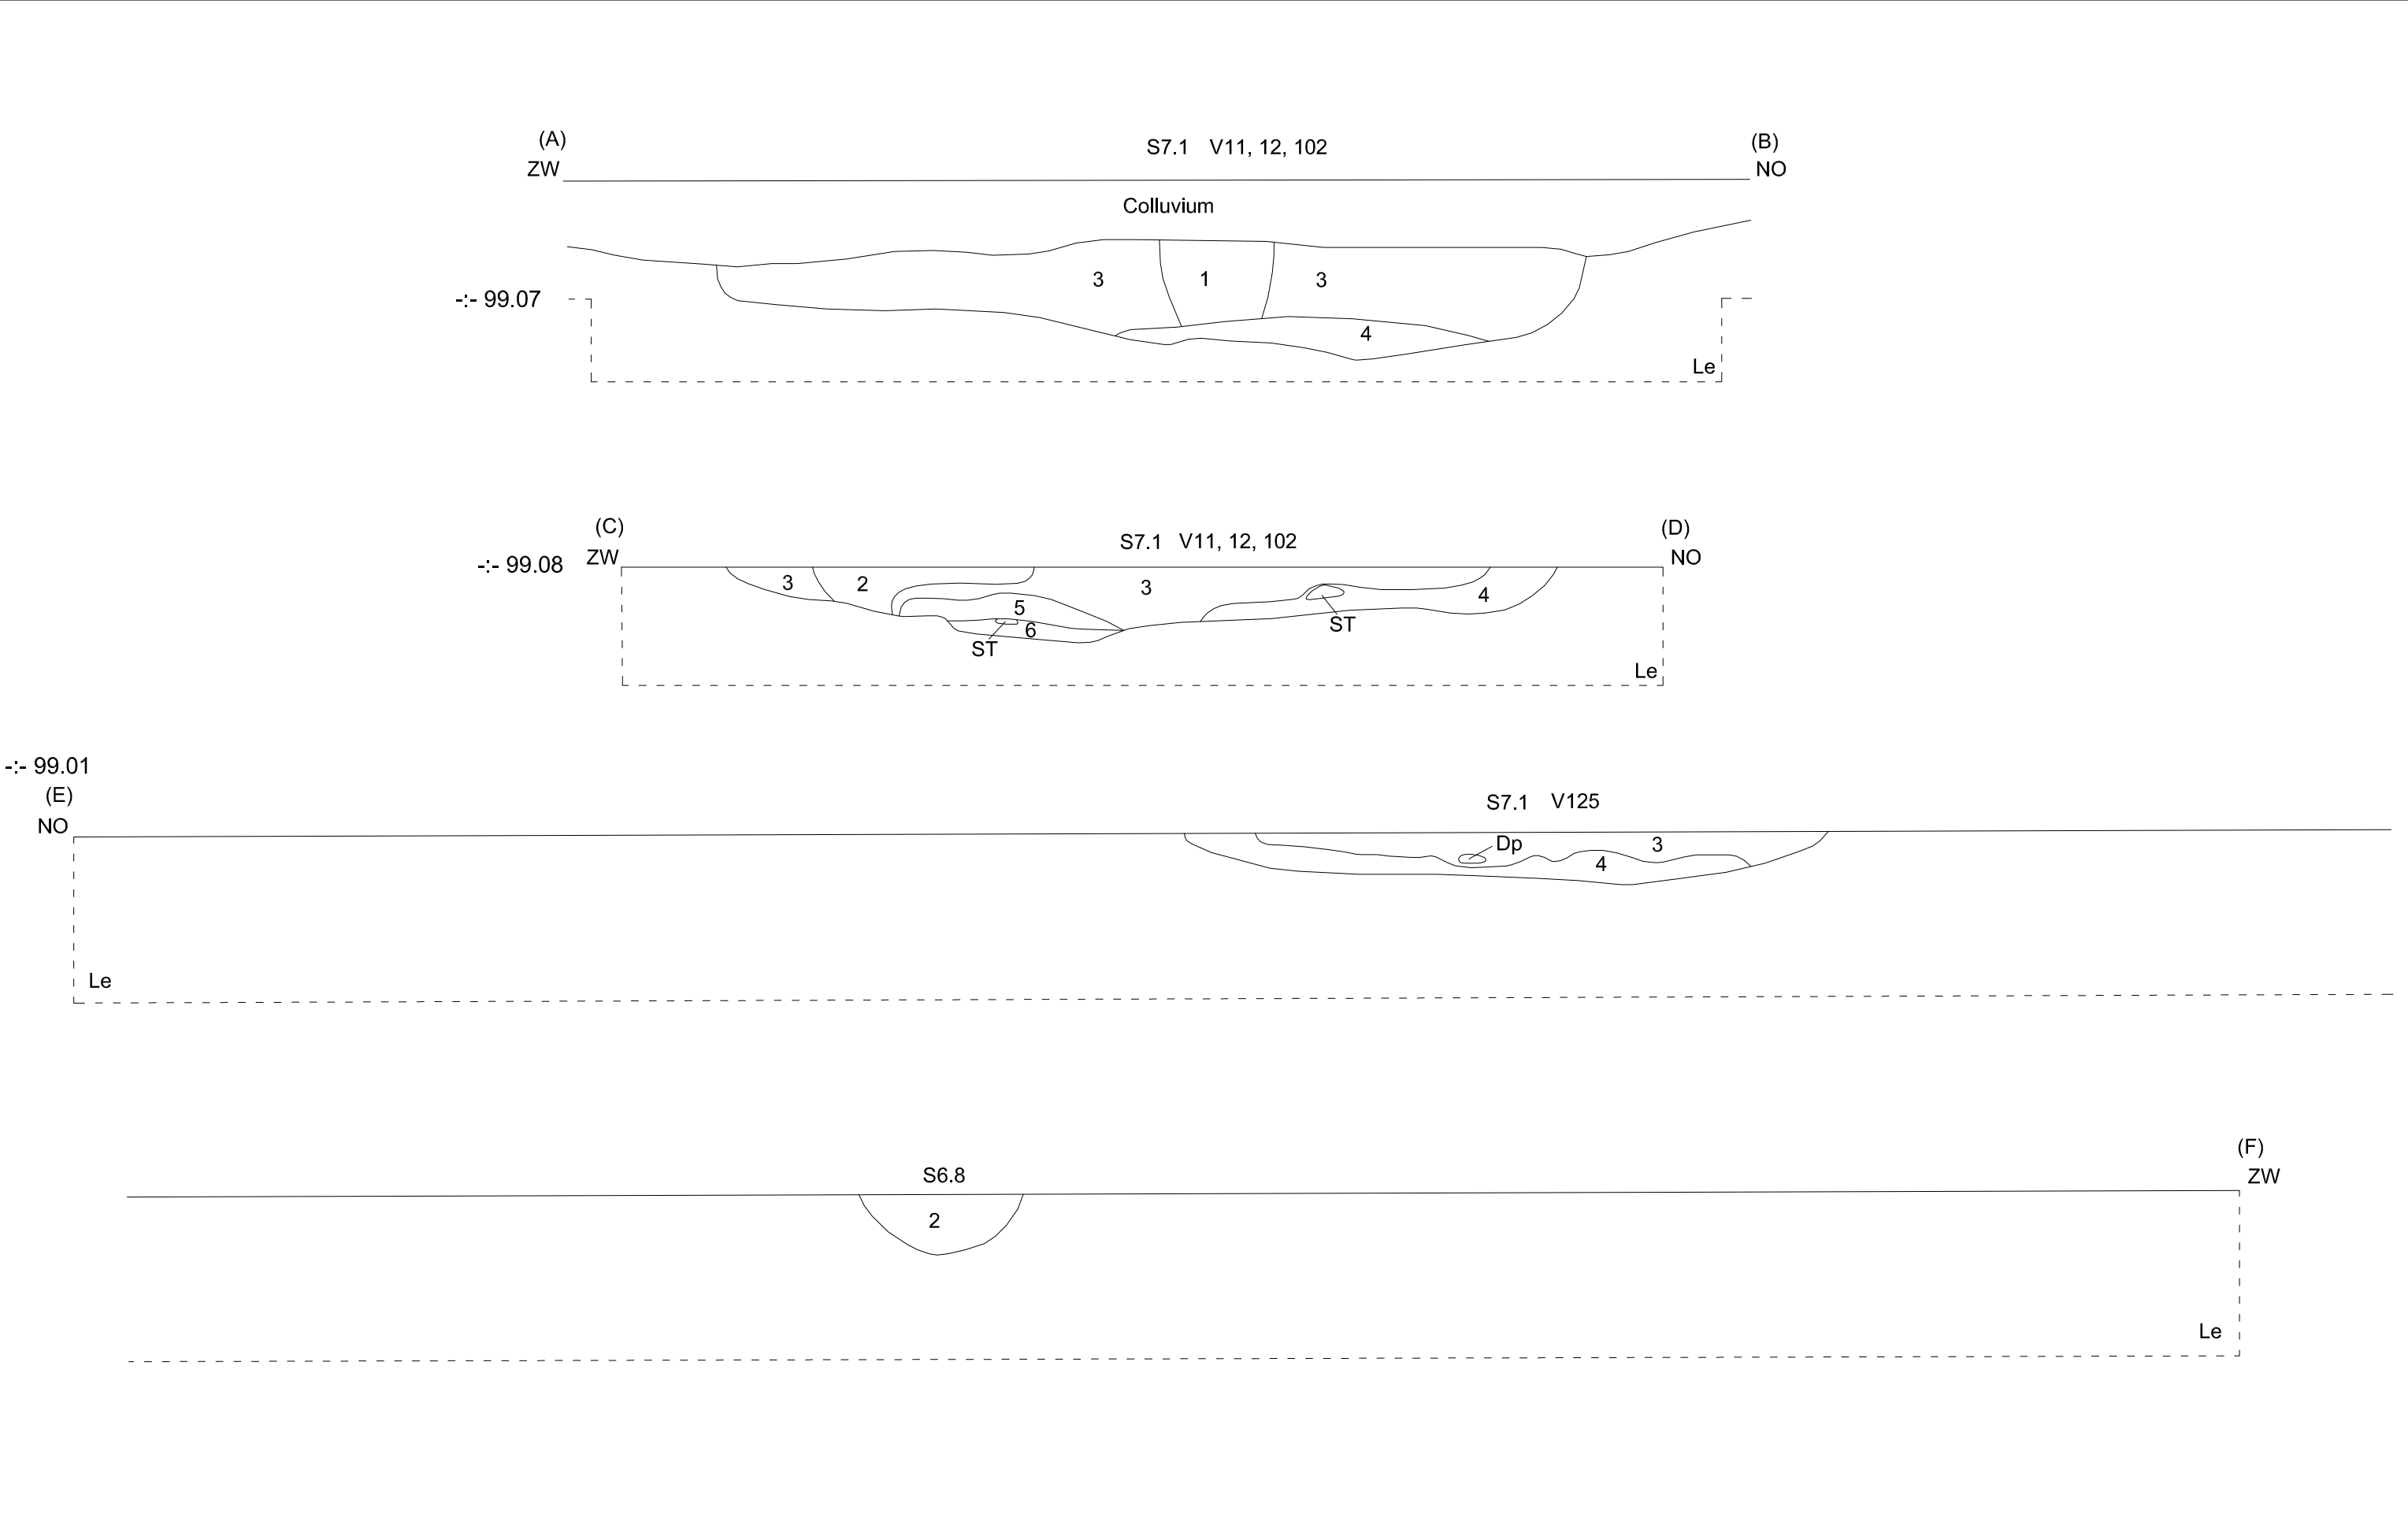 (A)
S7.1 V11, 12, 102
(B)
ZW
NO
Colluvium
3
1
3
-:- 99.07
4
Le
(C)
S7.1 V11, 12, 102
(D)
-:- 99.08
ZW
NO
3
2
3
4
5
ST
6
ST
Le
-:- 99.01
(E)
S7.1 V125
NO
Dp
3
4
Le
(F)
S6.8
ZW
2
Le